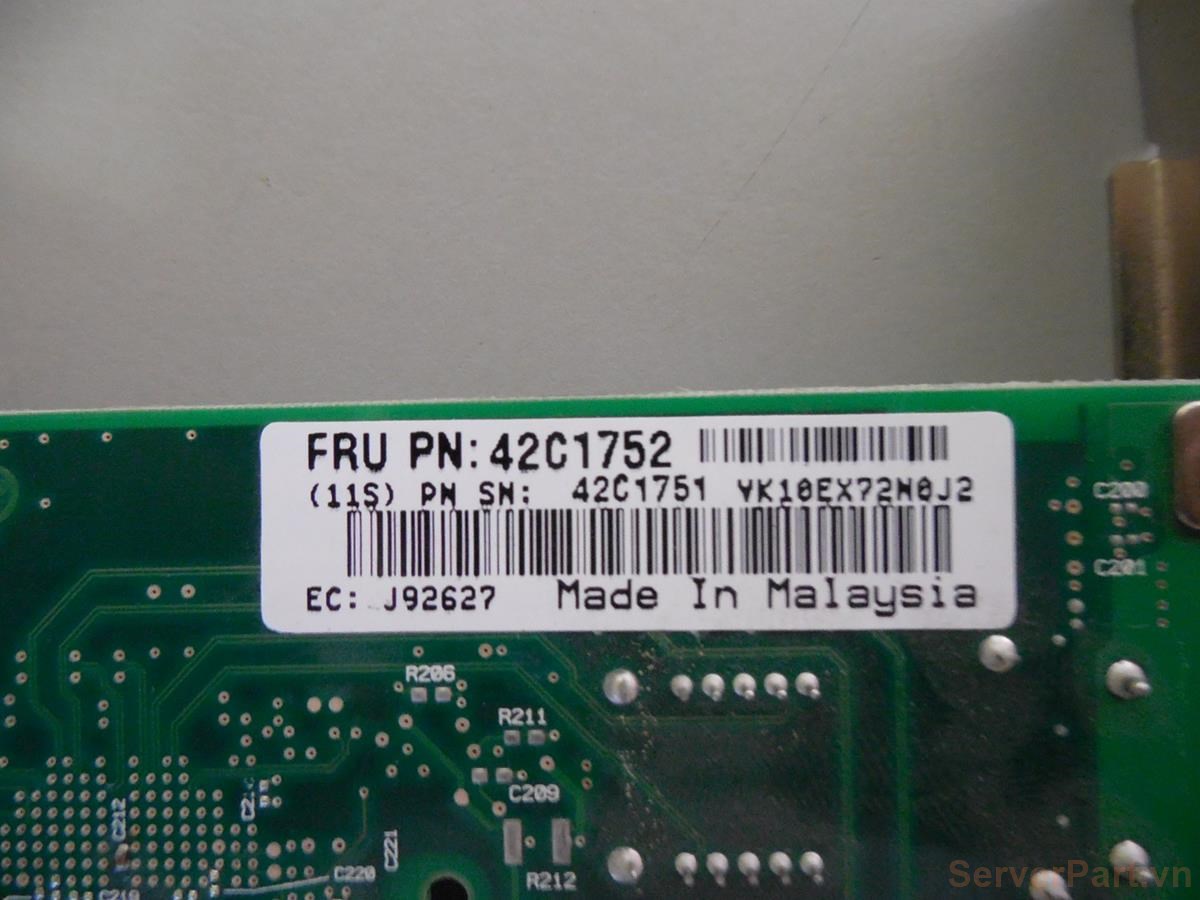 FRU PN: 42C1752
(11S) PN SN: 42C1751 YK10EX72N0J2
EC: J92627 Made In Malaysia
C200
C201
R206
R211
C209
C212
C221
C220
R212
ServerPart.vn